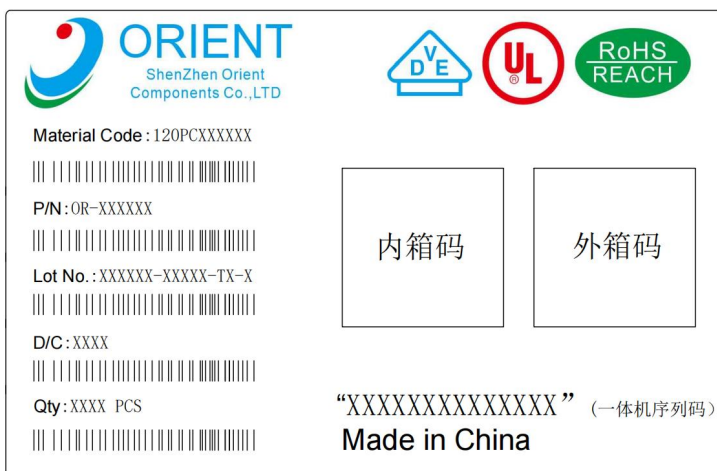 ORIENT
ShenZhen Orient
Components Co.,LTD
VDE
UL
®
RoHS
REACH
Material Code:120PCXXXXXX
P/N:OR-XXXXXX
Lot No.:XXXXXX-XXXXX-TX-X
D/C:XXXX
Qty:XXXX PCS
内箱码
外箱码
“XXXXXXXXXXXXXX” (一体机序列码)
Made in China